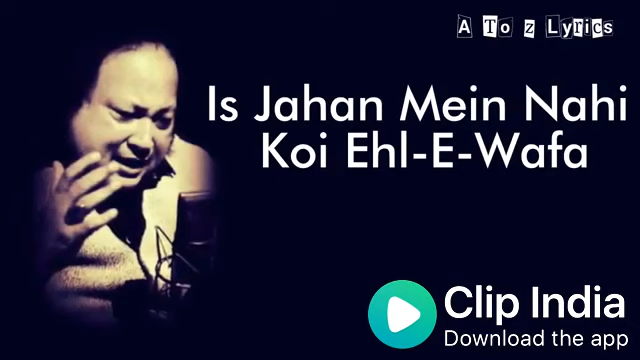 A To z Lyrics
Is Jahan Mein Nahi
Koi Ehl-E-Wafa
Clip India
Download the app